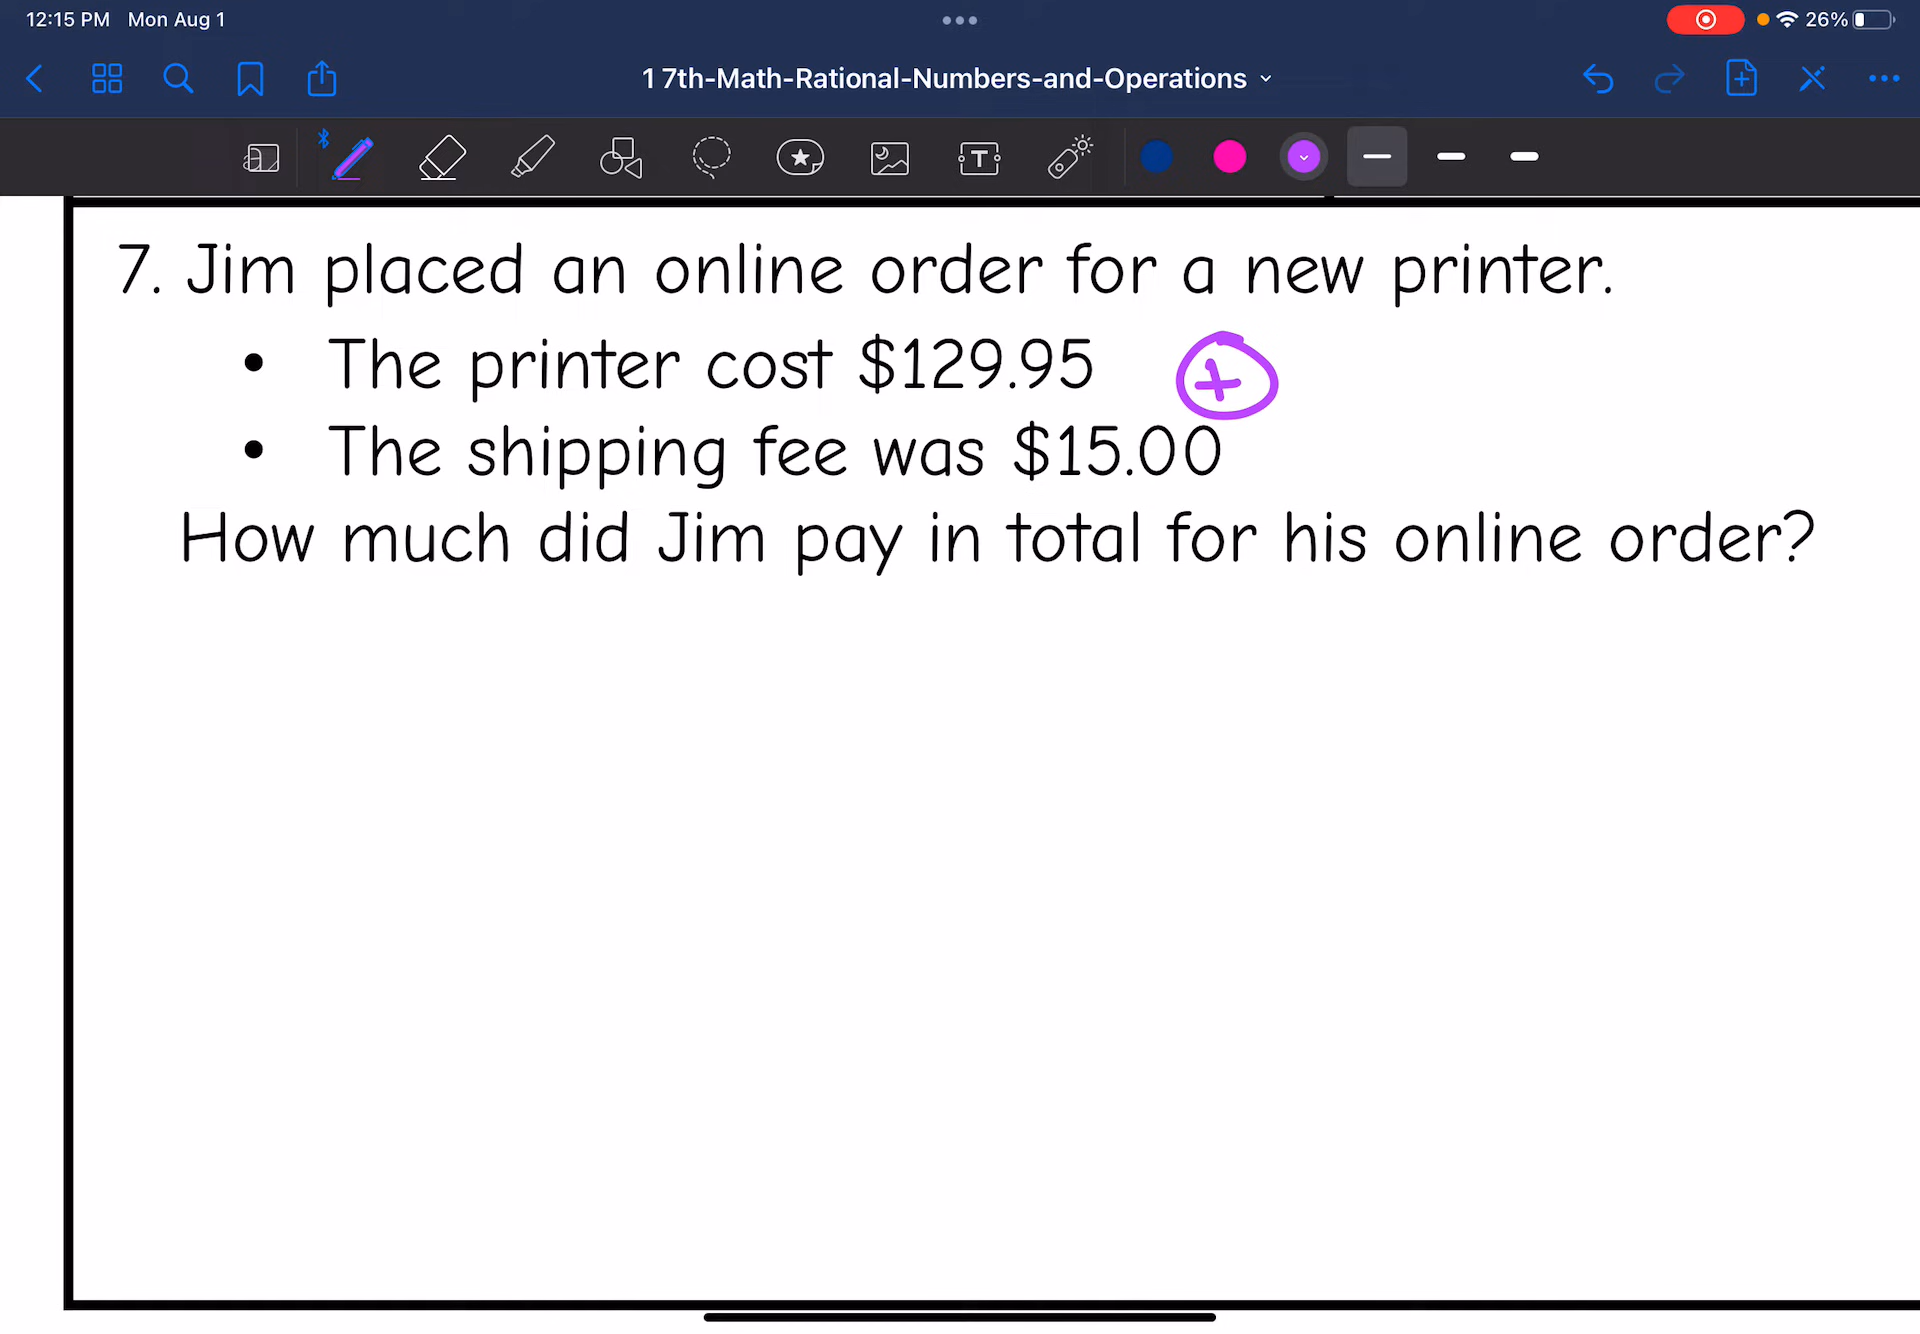 12:15 PM Mon Aug 1
26%
1 7th-Math-Rational-Numbers-and-Operations
T
7. Jim placed an online order for a new printer.
• The printer cost $129.95 +
• The shipping fee was $15.00
How much did Jim pay in total for his online order?